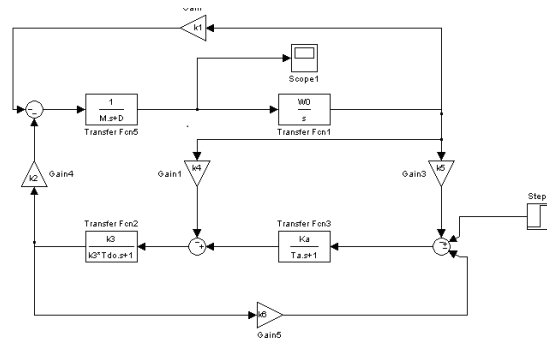 Gain
k1
Scope1
1
M.s+D
Transfer Fcn5
W0
s
Transfer Fcn1
k2
Gain4
Gain1
k4
Gain3
k5
Step
Transfer Fcn2
k3
k3*Tdo.s+1
Transfer Fcn3
Ka
Ta.s+1
k6
Gain5